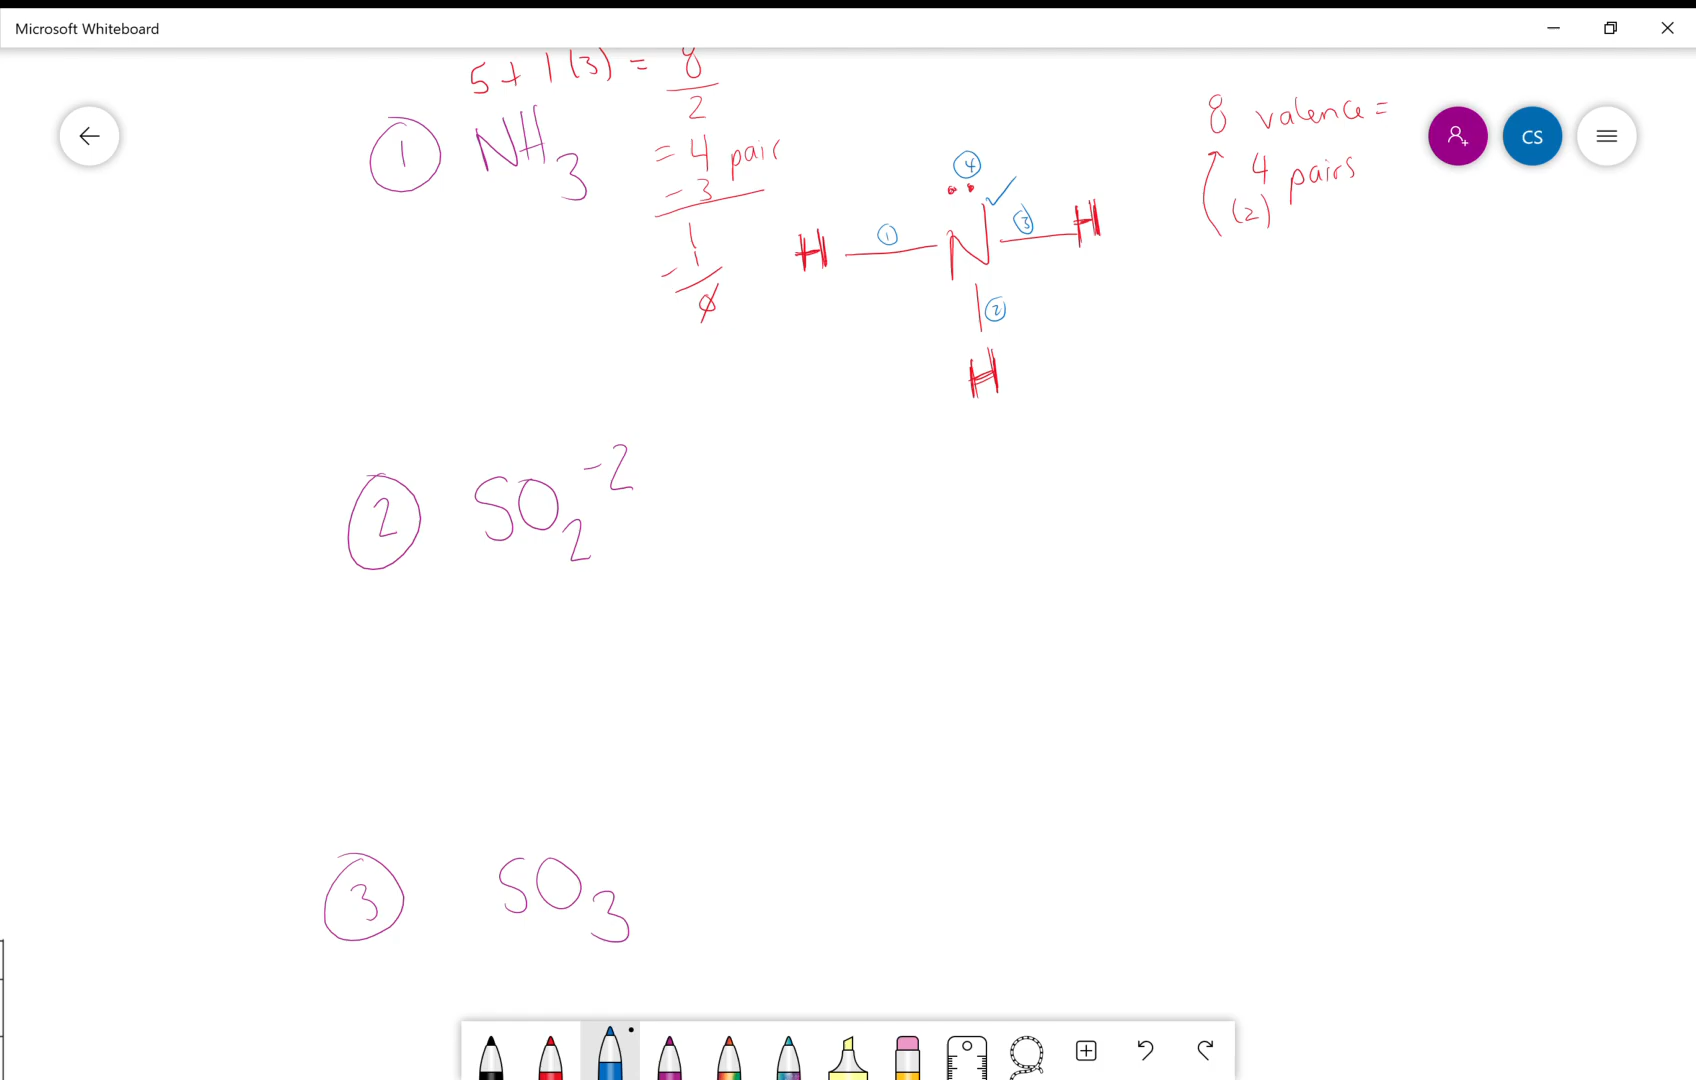 Microsoft Whiteboard
5 + 1 (3) = 8
2
① NH3
= 4 pair
- 3
1
- 1
0
④
H ① N ③ H
②
H
8 valence =
4 pairs
(2)
CS
② SO2 -2
③ SO3